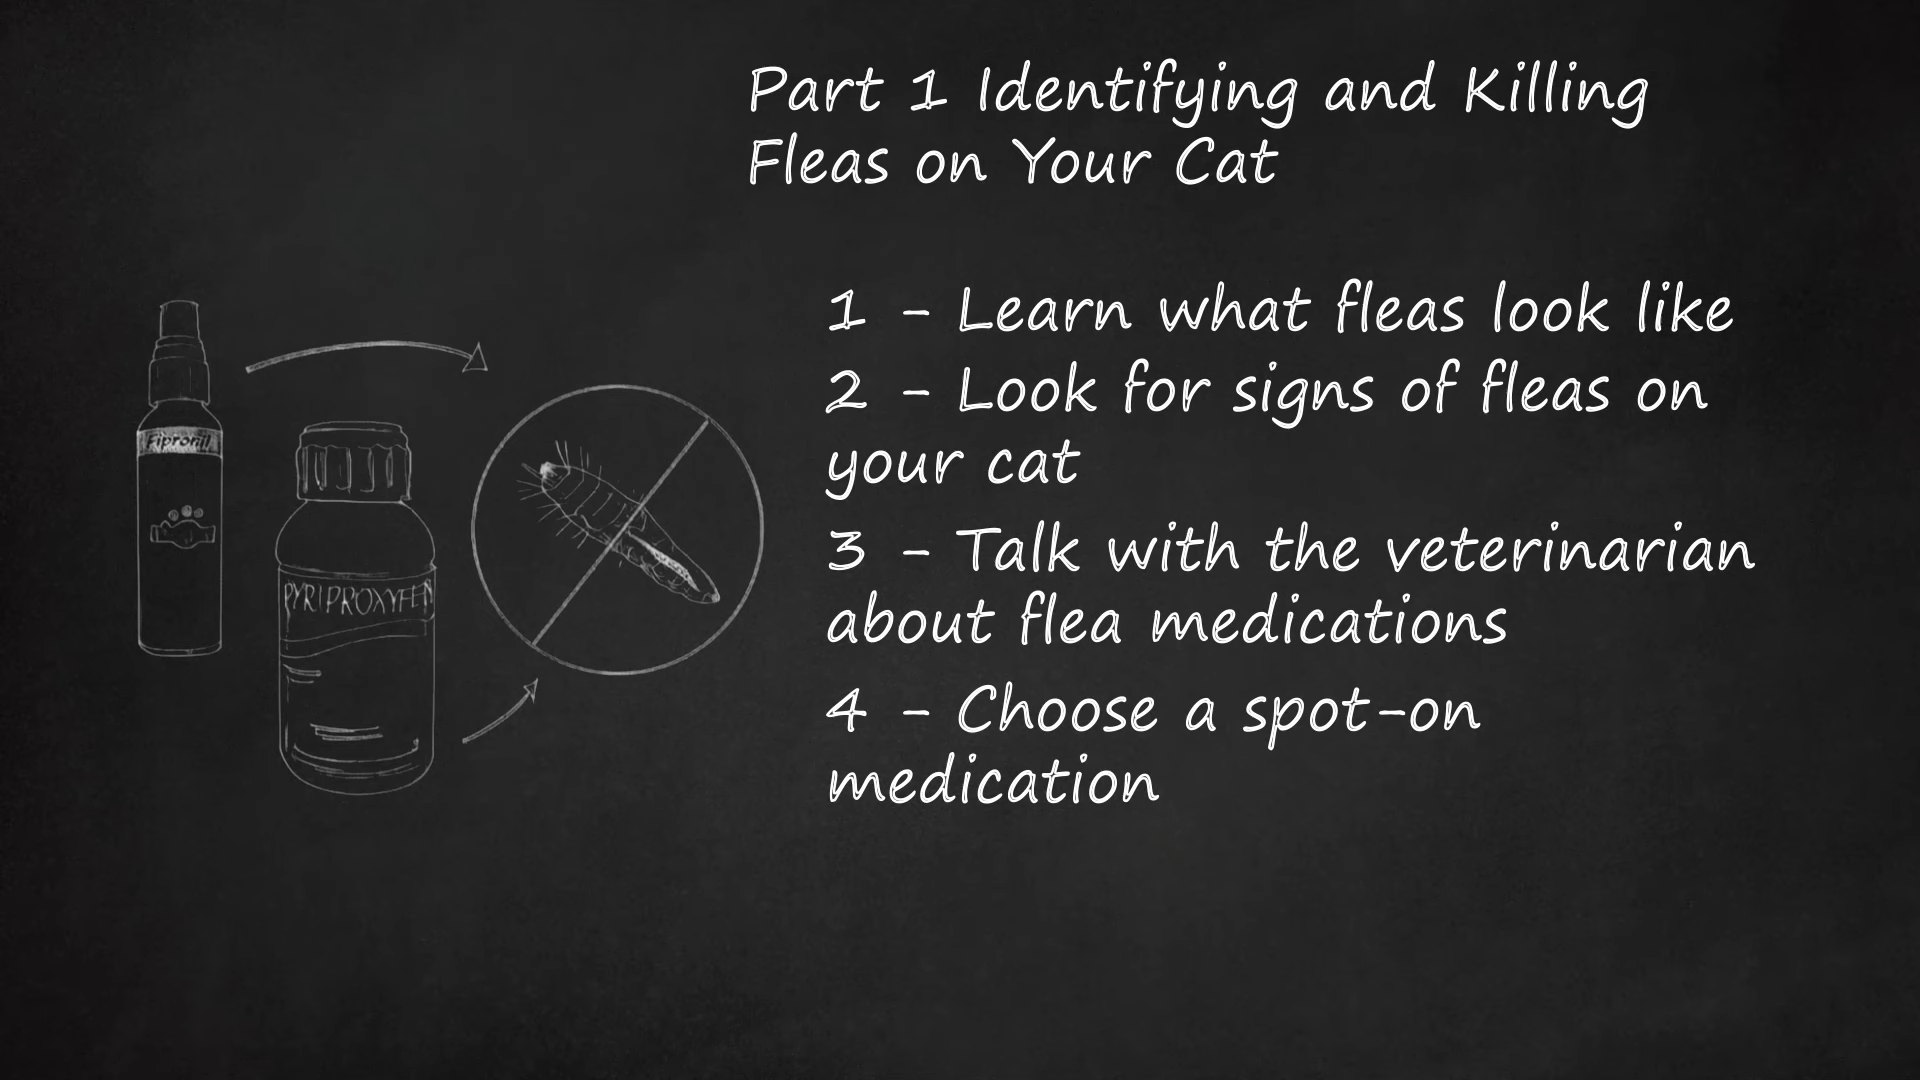 Part 1 Identifying and Killing
Fleas on Your Cat
1 - Learn what fleas look like
2 - Look for signs of fleas on
your cat
3 - Talk with the veterinarian
about flea medications
4 - Choose a spot-on
medication
Fipronil
PYRIPROXYFEN